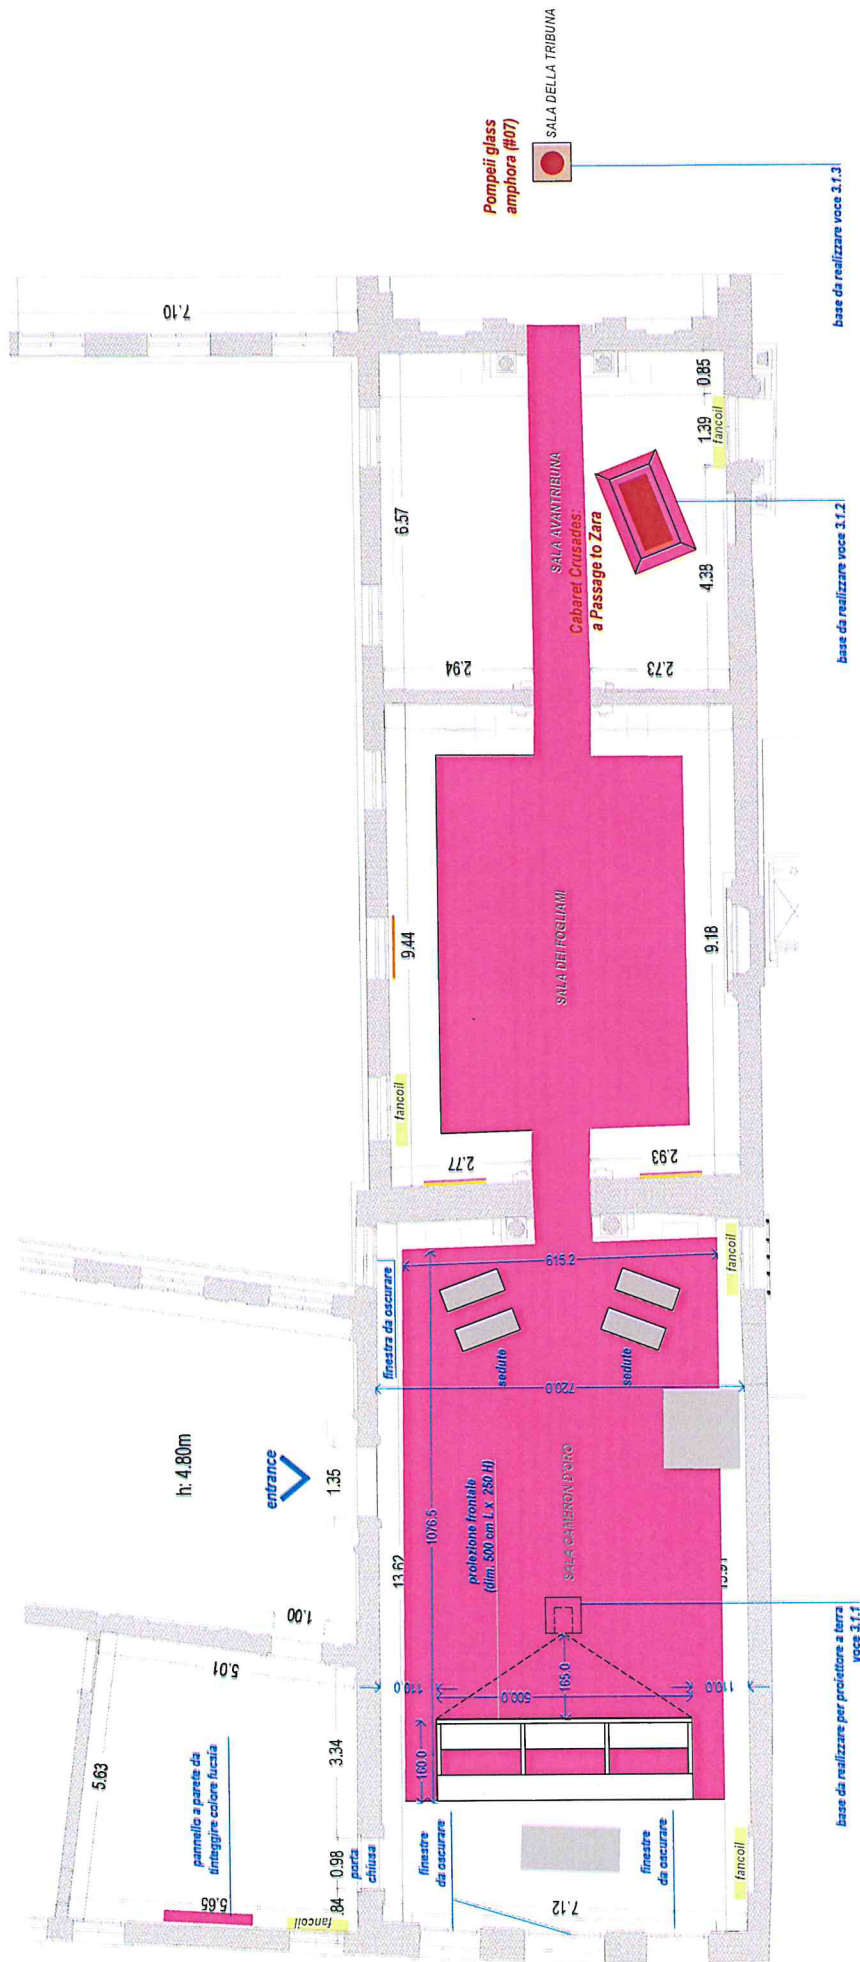 SALA DELLA TRIBUNA
Pompeii glass
amphora (#07)
base da realizzare voce 3.1.3
7.10
0.85
1.39
fancoil
6.57
SALA AVANTRIBUNA
Cabaret Crusades:
a Passage to Zara
4.38
base da realizzare voce 3.1.2
2.94
2.73
9.44
SALA DEI FOGLIAMI
9.18
fancoil
2.77
2.93
fancoil
finestra da oscurare
615.2
sedute
sedute
720.0
h: 4.80m
entrance
1.35
1076.5
proiezione frontale
(dim. 500 cm L x 250 H)
SALA CAMERON D'ORO
13.62
1.00
5.01
110.0
500.0
165.0
110.0
base da realizzare per proiettore a terra
voce 3.1.1
5.63
pannello a parete da
tinteggire colore fucsia
3.34
160.0
0.98
porta
chiusa
.84
5.65
fancoil
finestre
da oscurare
finestre
da oscurare
7.12
fancoil